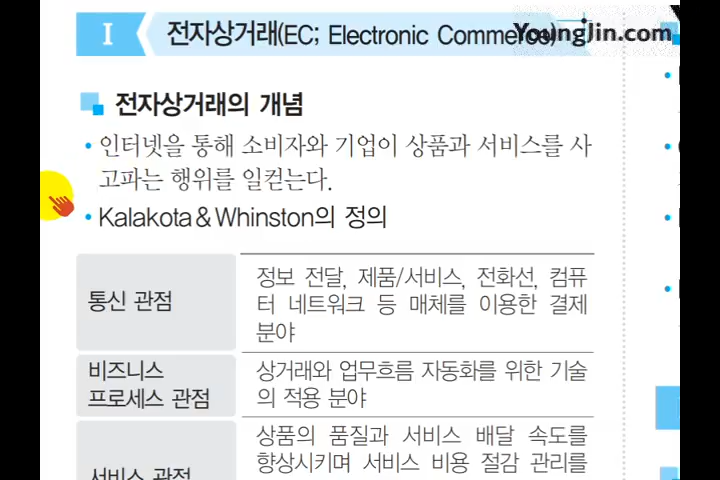 I 전자상거래(EC; Electronic Commerce)
YoungJin.com
전자상거래의 개념
• 인터넷을 통해 소비자와 기업이 상품과 서비스를 사
고파는 행위를 일컫는다.
• Kalakota&Whinston의 정의
통신 관점
정보 전달, 제품/서비스, 전화선, 컴퓨
터 네트워크 등 매체를 이용한 결제
분야
비즈니스
프로세스 관점
상거래와 업무흐름 자동화를 위한 기술
의 적용 분야
서비스 관점
상품의 품질과 서비스 배달 속도를
향상시키며 서비스 비용 절감 관리를